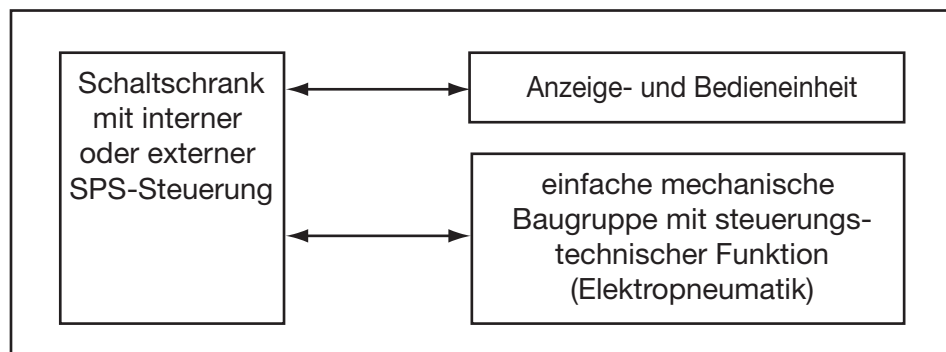 Schaltschrank
mit interner
oder externer
SPS-Steuerung
Anzeige- und Bedieneinheit
einfache mechanische
Baugruppe mit steuerungs-
technischer Funktion
(Elektropneumatik)